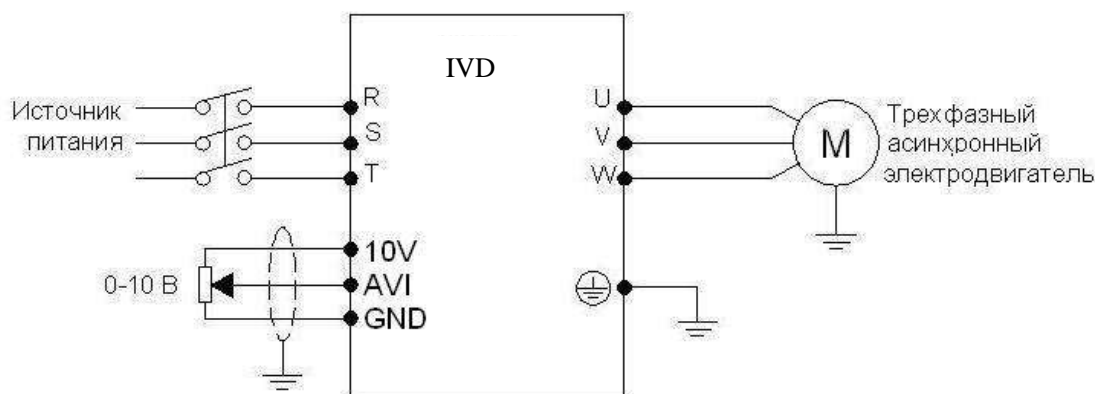 IVD
Источник
питания
R
S
T
U
V
W
M
Трехфазный
асинхронный
электродвигатель
0-10 В
10V
AVI
GND